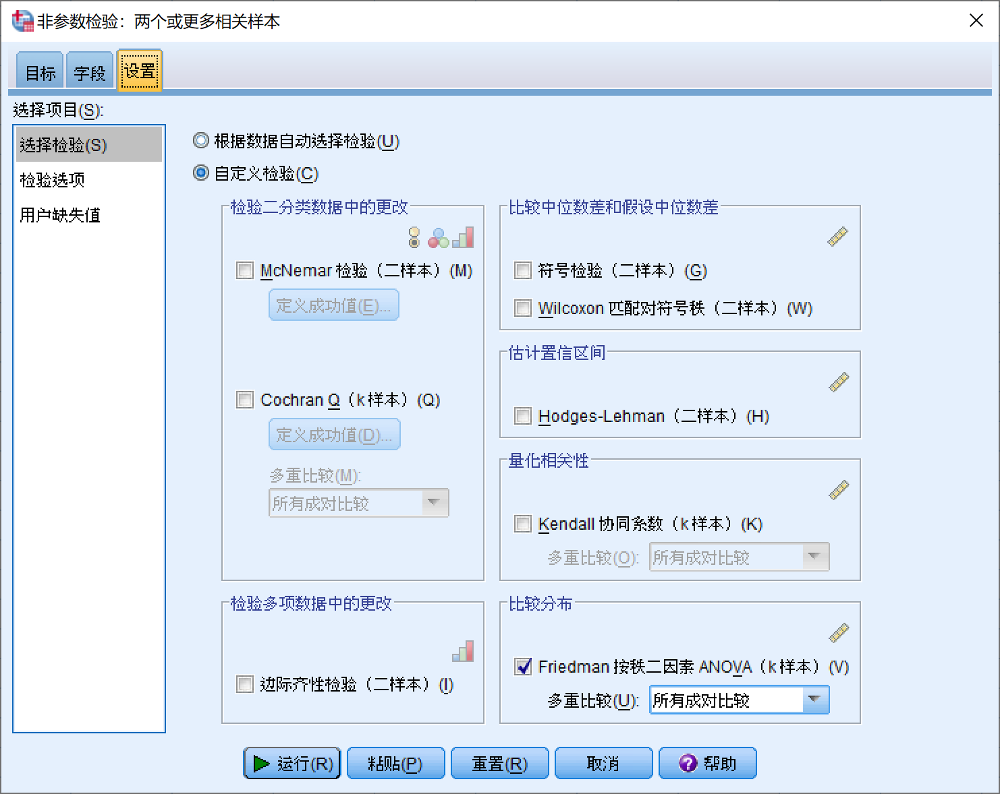 非参数检验：两个或更多相关样本
目标
字段
设置
选择项目(S):
选择检验(S)
检验选项
用户缺失值
根据数据自动选择检验(U)
自定义检验(C)
检验二分类数据中的更改
McNemar 检验（二样本）(M)
定义成功值(E)...
Cochran Q（k 样本）(Q)
定义成功值(D)...
多重比较(M):
所有成对比较
检验多项数据中的更改
边际齐性检验（二样本）(I)
比较中位数差和假设中位数差
符号检验（二样本）(G)
Wilcoxon 匹配对符号秩（二样本）(W)
估计置信区间
Hodges-Lehman（二样本）(H)
量化相关性
Kendall 协同条数（k 样本）(K)
多重比较(O):
所有成对比较
比较分布
Friedman 按秩二因素 ANOVA（k 样本）(V)
多重比较(U):
所有成对比较
运行(R)
粘贴(P)
重置(R)
取消
帮助